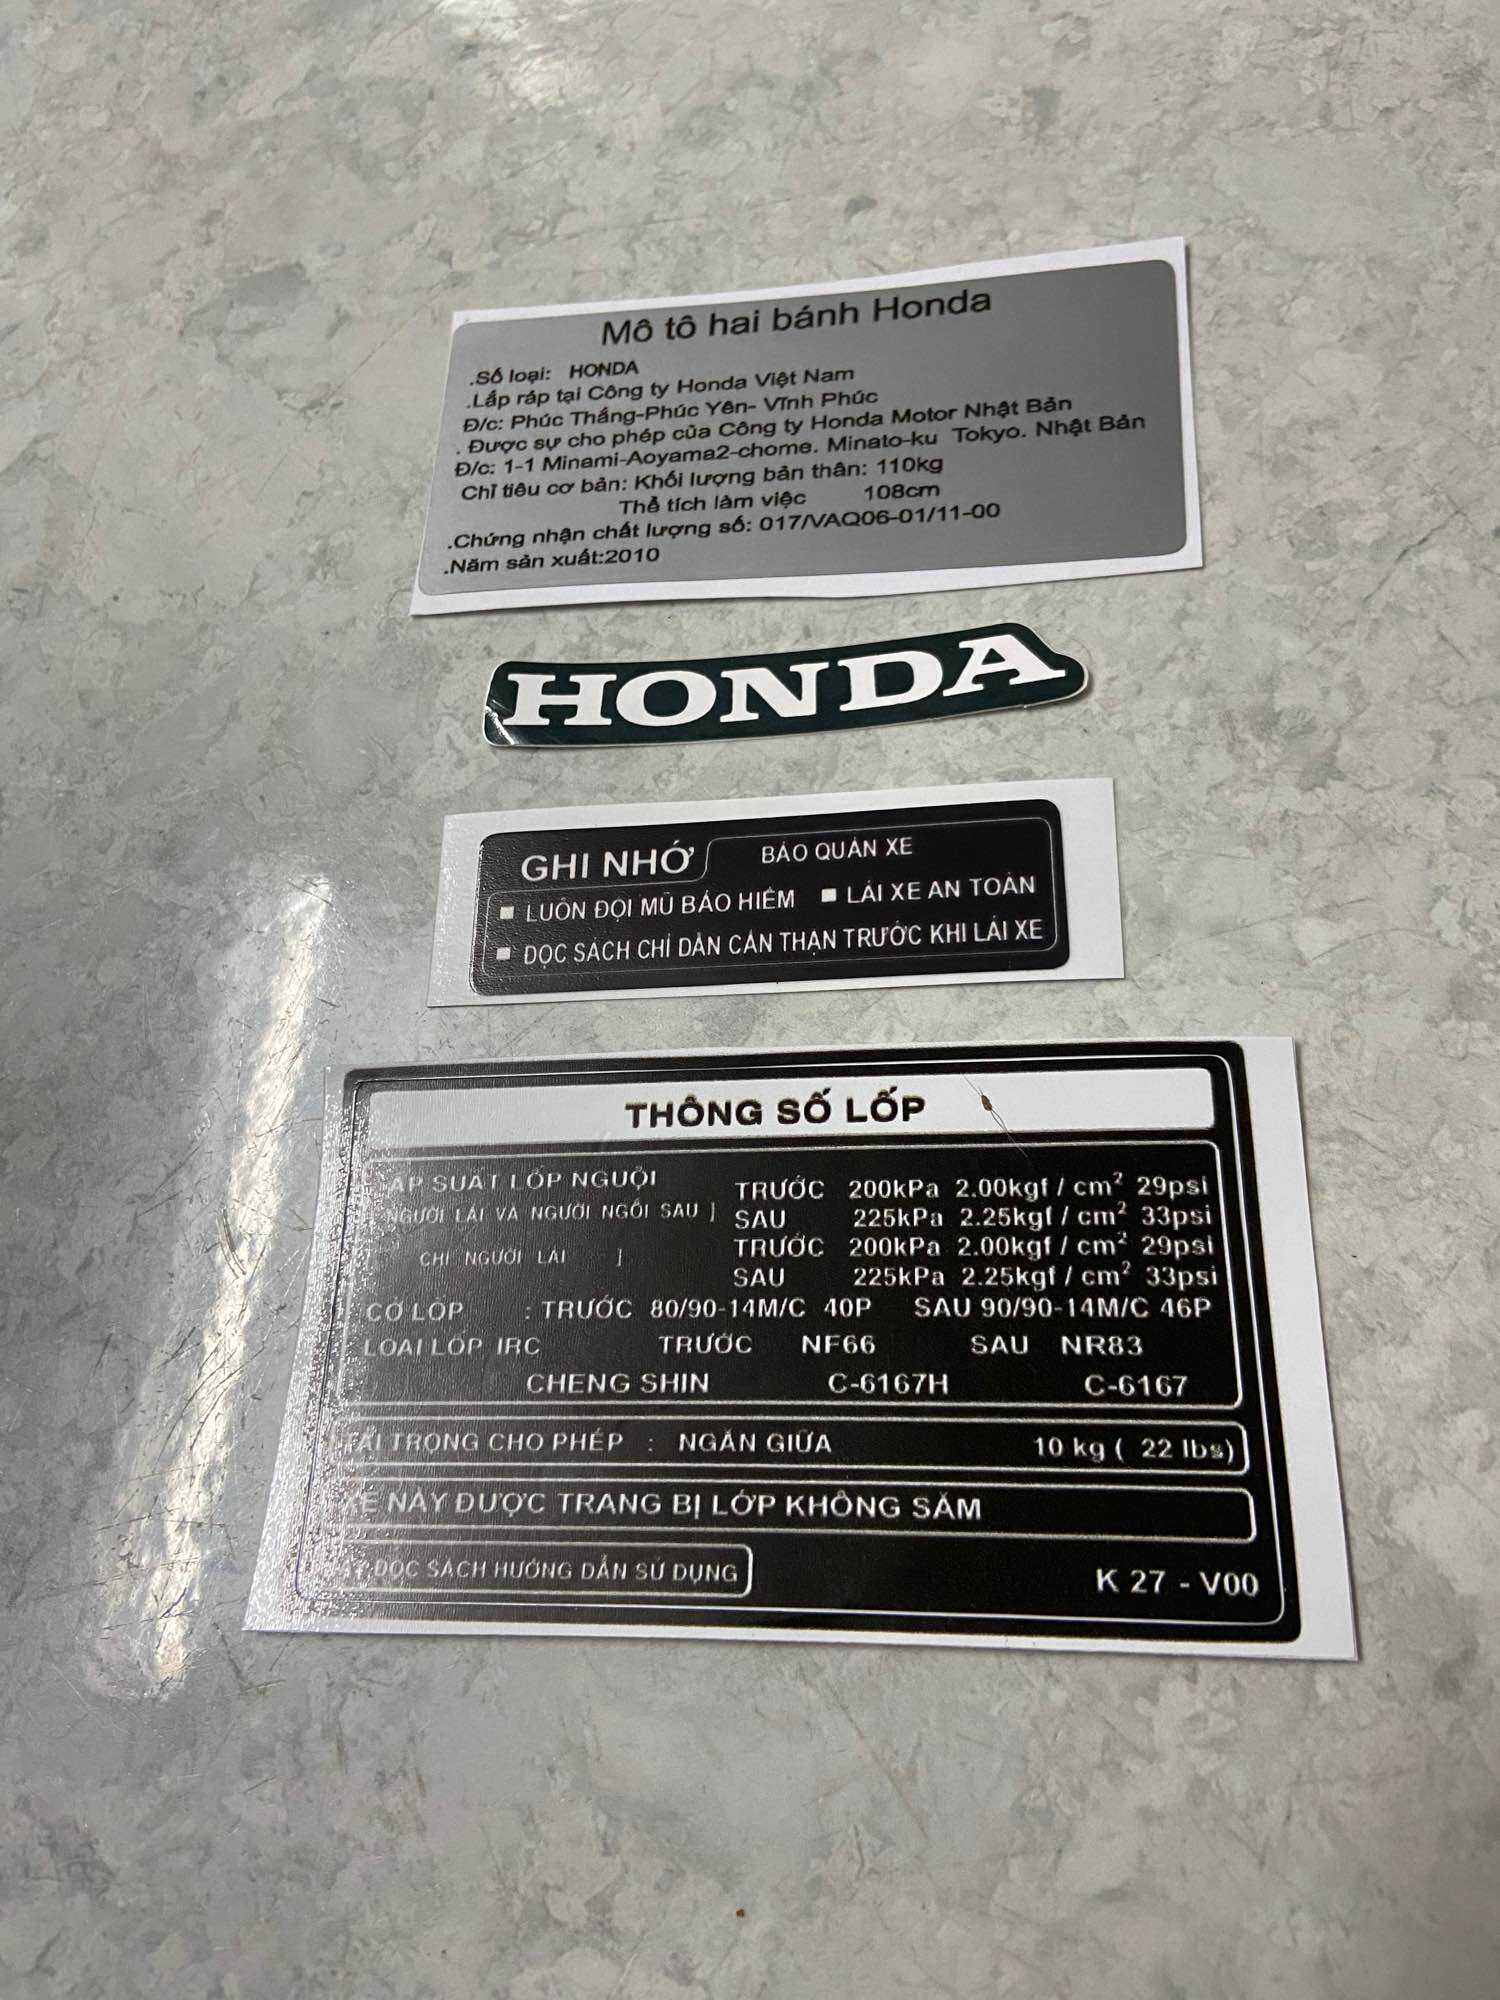 Mô tô hai bánh Honda
.Số loại: HONDA
.Lắp ráp tại Công ty Honda Việt Nam
Đ/c: Phúc Thắng-Phúc Yên- Vĩnh Phúc
. Được sự cho phép của Công ty Honda Motor Nhật Bản
Đ/c: 1-1 Minami-Aoyama2-chome. Minato-ku Tokyo. Nhật Bản
Chỉ tiêu cơ bản: Khối lượng bản thân: 110kg
Thể tích làm việc 108cm
.Chứng nhận chất lượng số: 017/VAQ06-01/11-00
.Năm sản xuất:2010
HONDA
GHI NHỚ BẢO QUẢN XE
LUÔN ĐỘI MŨ BẢO HIỂM LÁI XE AN TOÀN
ĐỌC SÁCH CHỈ DẪN CẨN THẬN TRƯỚC KHI LÁI XE
THÔNG SỐ LỐP
ÁP SUẤT LỐP NGUỘI TRƯỚC 200kPa 2.00kgf / cm² 29psi
NGƯỜI LÁI VÀ NGƯỜI NGỒI SAU ] SAU 225kPa 2.25kgf / cm² 33psi
CHỈ NGƯỜI LÁI ] TRƯỚC 200kPa 2.00kgf / cm² 29psi
SAU 225kPa 2.25kgf / cm² 33psi
CỠ LỐP : TRƯỚC 80/90-14M/C 40P SAU 90/90-14M/C 46P
LOẠI LỐP IRC TRƯỚC NF66 SAU NR83
CHENG SHIN C-6167H C-6167
TẢI TRỌNG CHO PHÉP : NGĂN GIỮA 10 kg ( 22 lbs)
XE NÀY ĐƯỢC TRANG BỊ LỚP KHÔNG SĂM
ĐỌC SÁCH HƯỚNG DẪN SỬ DỤNG K 27 - V00